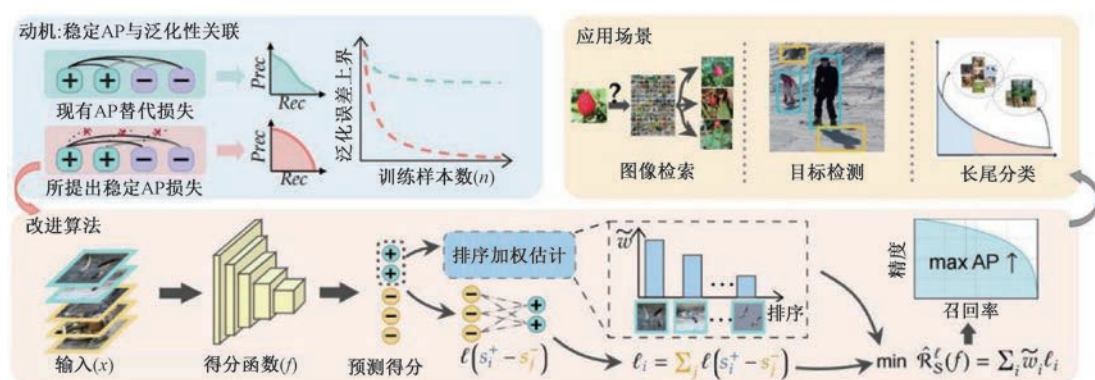 动机:稳定AP与泛化性关联
+ + − −
现有AP替代损失
Prec
Rec
+ + − −
所提出稳定AP损失
Prec
Rec
泛化误差上界
训练样本数(n)
应用场景
?
图像检索
目标检测
长尾分类
改进算法
输入(x)
得分函数(f)
+
+
−
−
−
预测得分
排序加权估计
−
−
−
+
+
ℓ(s_i^+ − s_j^-)
w̃
...
...
排序
ℓ_i = Σ_j ℓ(s_i^+ − s_j^-)
精度
max AP ↑
召回率
min R̂_S^ℓ(f) = Σ_i w̃_i ℓ_i